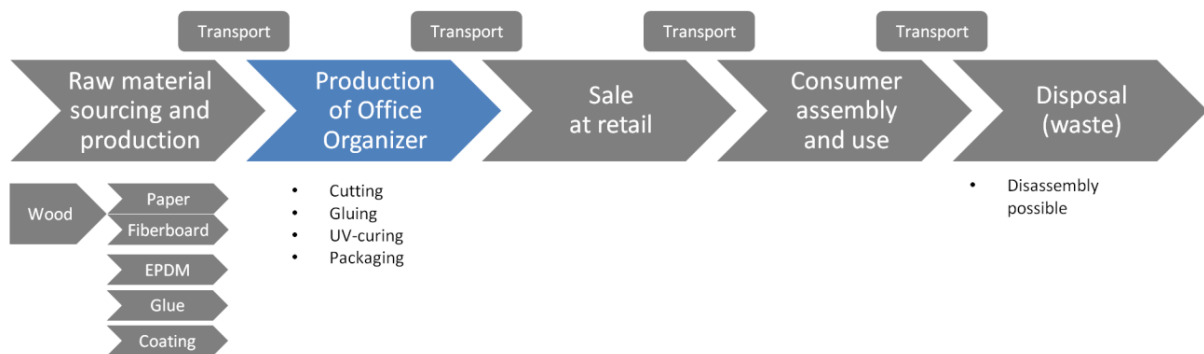 Transport
Transport
Transport
Transport
Raw material
sourcing and
production
Production
of Office
Organizer
Sale
at retail
Consumer
assembly
and use
Disposal
(waste)
Wood
Paper
Fiberboard
EPDM
Glue
Coating
• Cutting
• Gluing
• UV-curing
• Packaging
• Disassembly
possible